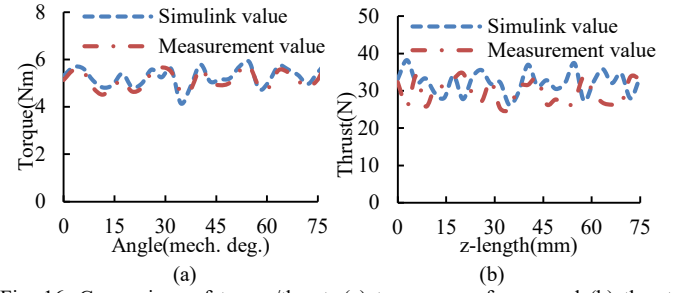 Simulink value
Measurement value
Torque(Nm)
8
6
4
2
0
0 15 30 45 60 75
Angle(mech. deg.)
(a)
Simulink value
Measurement value
Thrust(N)
50
40
30
20
10
0
0 15 30 45 60 75
z-length(mm)
(b)